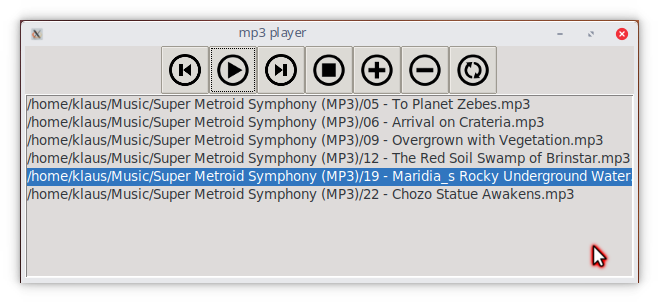 mp3 player
/home/klaus/Music/Super Metroid Symphony (MP3)/05 - To Planet Zebes.mp3
/home/klaus/Music/Super Metroid Symphony (MP3)/06 - Arrival on Crateria.mp3
/home/klaus/Music/Super Metroid Symphony (MP3)/09 - Overgrown with Vegetation.mp3
/home/klaus/Music/Super Metroid Symphony (MP3)/12 - The Red Soil Swamp of Brinstar.mp3
/home/klaus/Music/Super Metroid Symphony (MP3)/19 - Maridia_s Rocky Underground Water.
/home/klaus/Music/Super Metroid Symphony (MP3)/22 - Chozo Statue Awakens.mp3